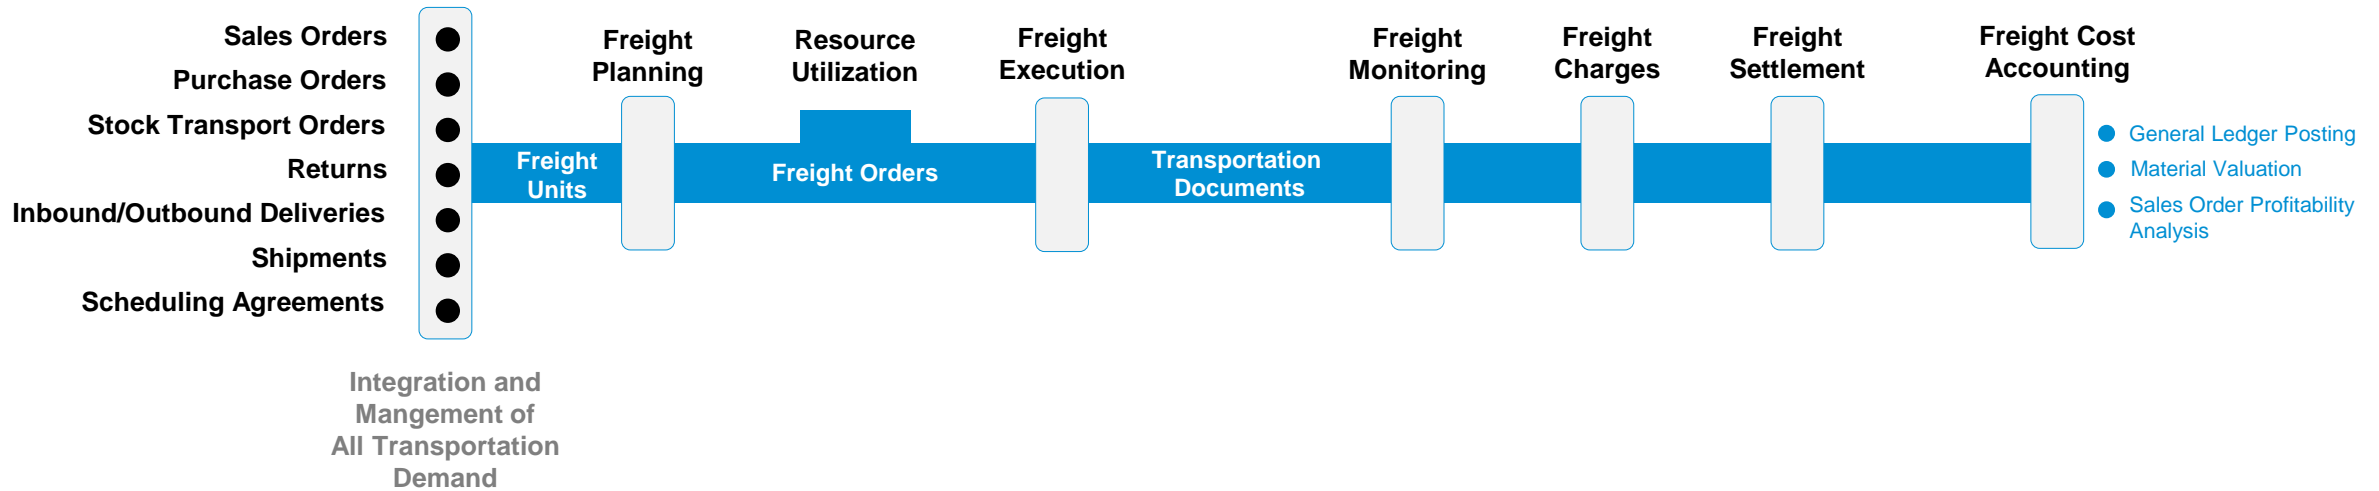 Sales Orders
Purchase Orders
Stock Transport Orders
Returns
Inbound/Outbound Deliveries
Shipments
Scheduling Agreements
Integration and
Mangement of
All Transportation
Demand
Freight
Units
Freight
Planning
Resource
Utilization
Freight Orders
Freight
Execution
Transportation
Documents
Freight
Monitoring
Freight
Charges
Freight
Settlement
Freight Cost
Accounting
General Ledger Posting
Material Valuation
Sales Order Profitability
Analysis